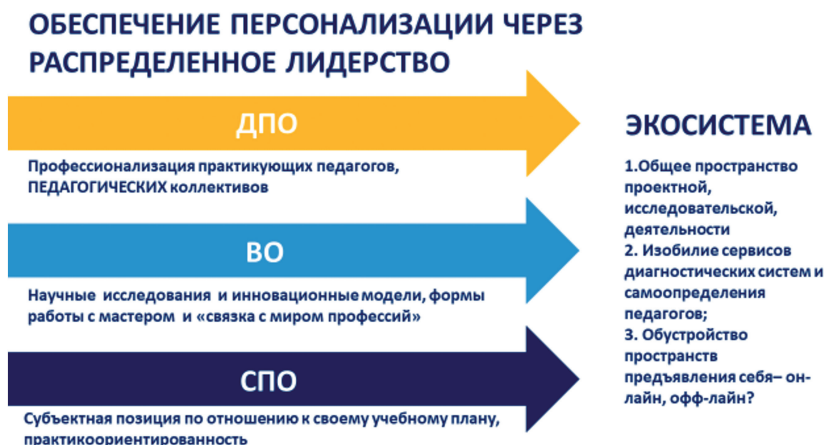 ОБЕСПЕЧЕНИЕ ПЕРСОНАЛИЗАЦИИ ЧЕРЕЗ
РАСПРЕДЕЛЕННОЕ ЛИДЕРСТВО
ДПО
Профессионализация практикующих педагогов,
ПЕДАГОГИЧЕСКИХ коллективов
ВО
Научные исследования и инновационные модели, формы
работы с мастером и «связка с миром профессий»
СПО
Субъектная позиция по отношению к своему учебному плану,
практикоориентированность
ЭКОСИСТЕМА
1.Общее пространство
проектной,
исследовательской,
деятельности
2. Изобилие сервисов
диагностических систем и
самоопределения
педагогов;
3. Обустройство
пространств
предъявления себя– он-
лайн, офф-лайн?